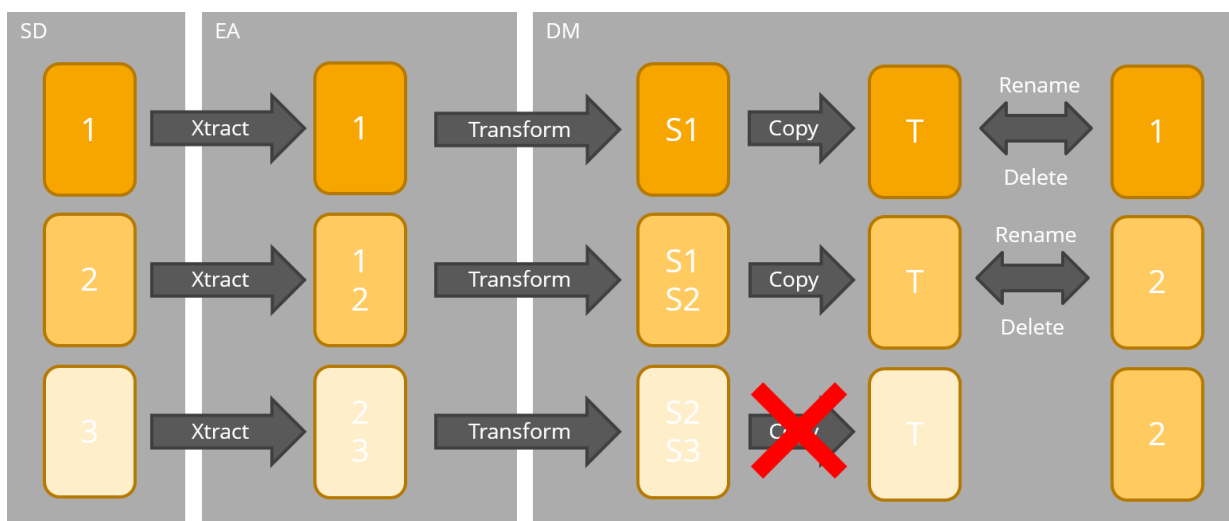 SD
EA
DM
1
Xtract
1
Transform
S1
Copy
T
Rename
Delete
1
2
Xtract
1
2
Transform
S1
S2
Copy
T
Rename
Delete
2
3
Xtract
2
3
Transform
S2
S3
Copy
T
2